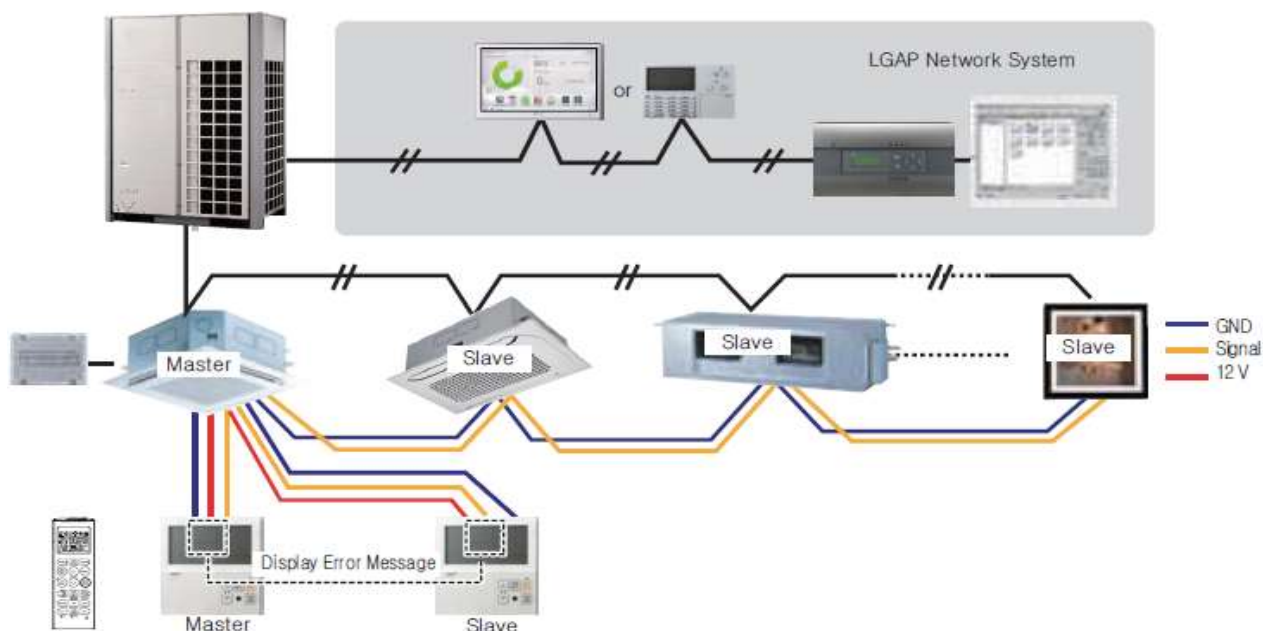 LGAP Network System
or
Master
Slave
Slave
Slave
GND
Signal
12 V
Display Error Message
Master
Slave